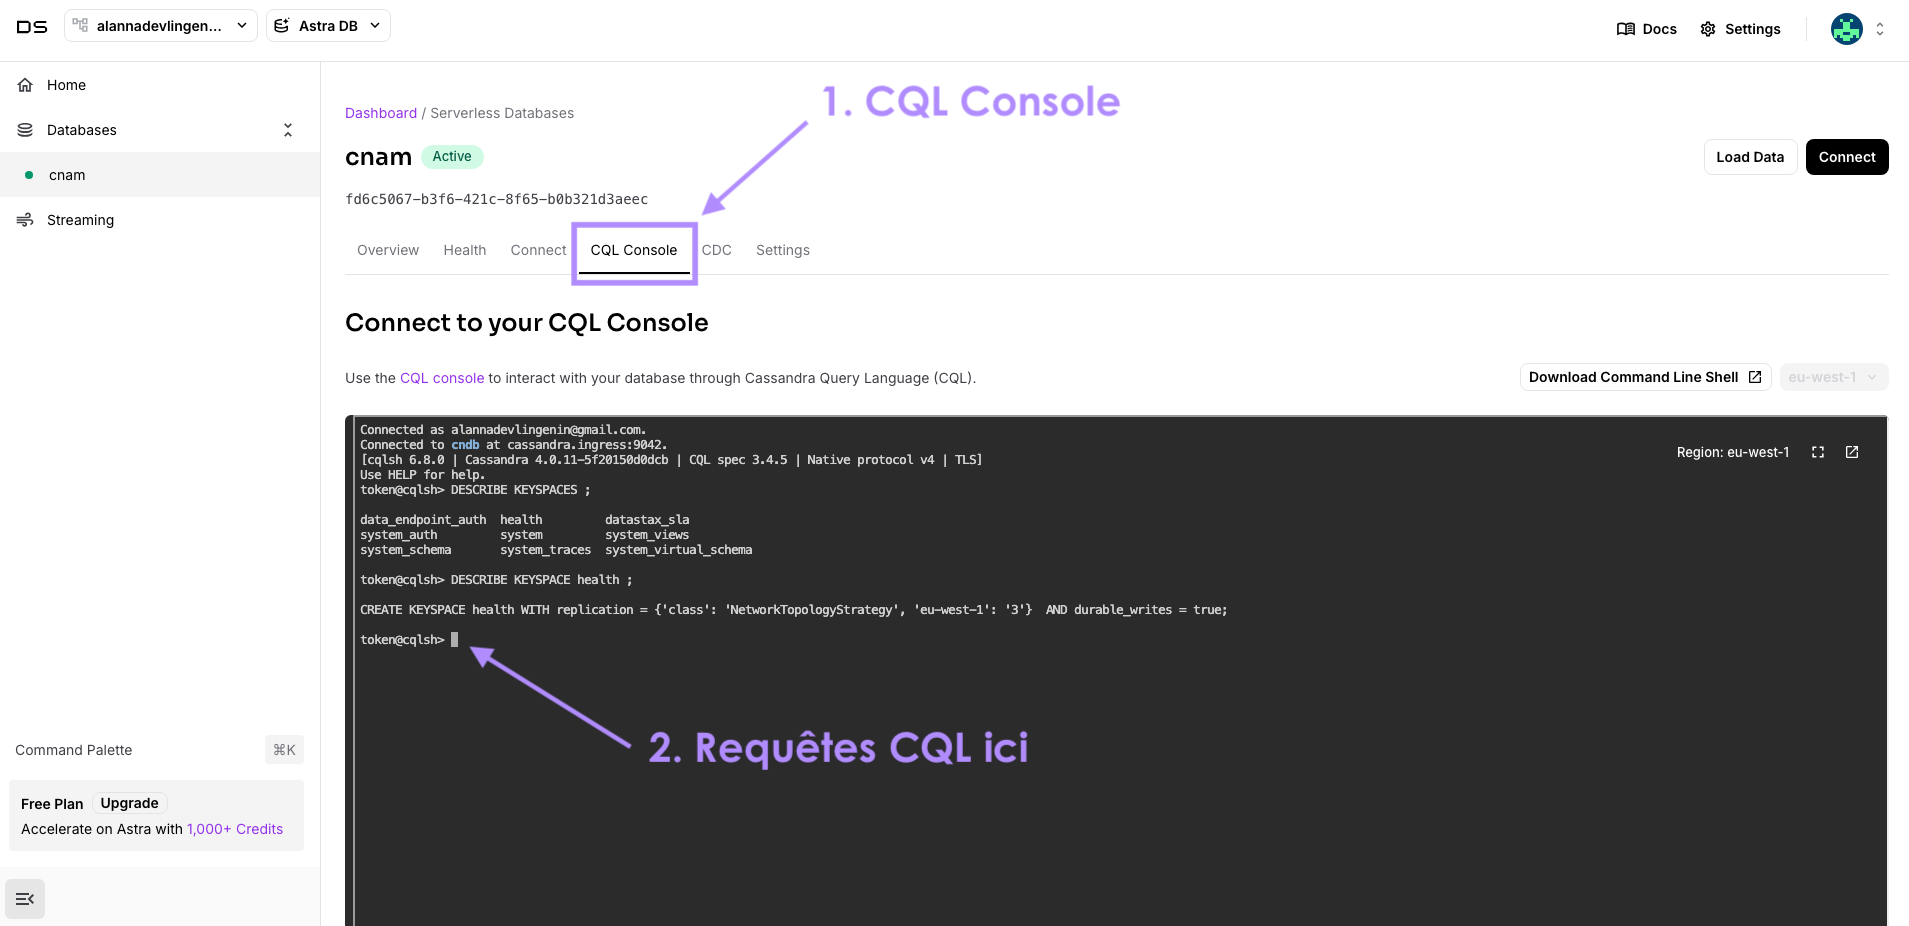 DS
alannadevlingen...
Astra DB
Docs
Settings
Home
Databases
cnam
Streaming
Command Palette
⌘K
Free Plan Upgrade
Accelerate on Astra with 1,000+ Credits
Dashboard / Serverless Databases
1. CQL Console
cnam Active
Load Data
Connect
fd6c5067-b3f6-421c-8f65-b0b321d3aeec
Overview Health Connect CQL Console CDC Settings
Connect to your CQL Console
Use the CQL console to interact with your database through Cassandra Query Language (CQL).
Download Command Line Shell
eu-west-1
Region: eu-west-1
Connected as alannadevlingenin@gmail.com.
Connected to cndb at cassandra.ingress:9042.
[cqlsh 6.8.0 | Cassandra 4.0.11-5f20150d0dcb | CQL spec 3.4.5 | Native protocol v4 | TLS]
Use HELP for help.
token@cqlsh> DESCRIBE KEYSPACES ;
data_endpoint_auth health datastax_sla
system_auth system system_views
system_schema system_traces system_virtual_schema
token@cqlsh> DESCRIBE KEYSPACE health ;
CREATE KEYSPACE health WITH replication = {'class': 'NetworkTopologyStrategy', 'eu-west-1': '3'} AND durable_writes = true;
token@cqlsh>
2. Requêtes CQL ici